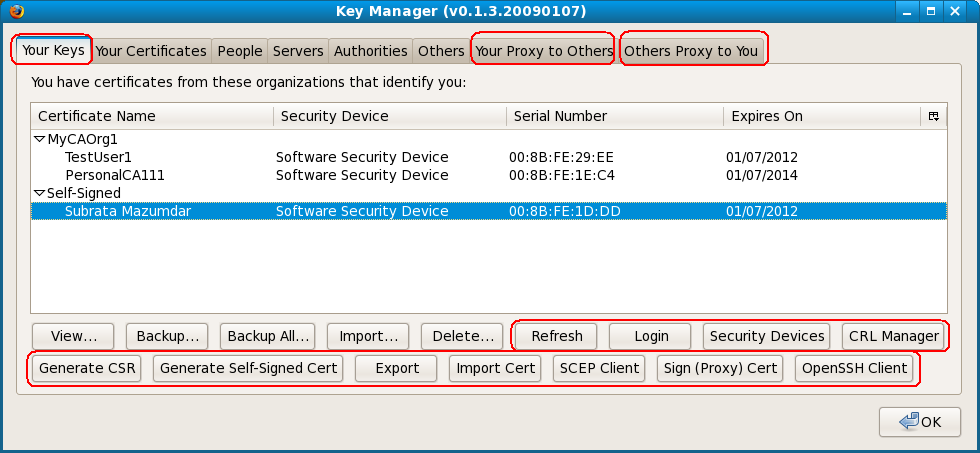 Key Manager (v0.1.3.20090107)
Your Keys Your Certificates People Servers Authorities Others Your Proxy to Others Others Proxy to You
You have certificates from these organizations that identify you:
Certificate Name Security Device Serial Number Expires On
MyCAOrg1
TestUser1 Software Security Device 00:8B:FE:29:EE 01/07/2012
PersonalCA111 Software Security Device 00:8B:FE:1E:C4 01/07/2014
Self-Signed
Subrata Mazumdar Software Security Device 00:8B:FE:1D:DD 01/07/2012
View... Backup... Backup All... Import... Delete... Refresh Login Security Devices CRL Manager
Generate CSR Generate Self-Signed Cert Export Import Cert SCEP Client Sign (Proxy) Cert OpenSSH Client
OK